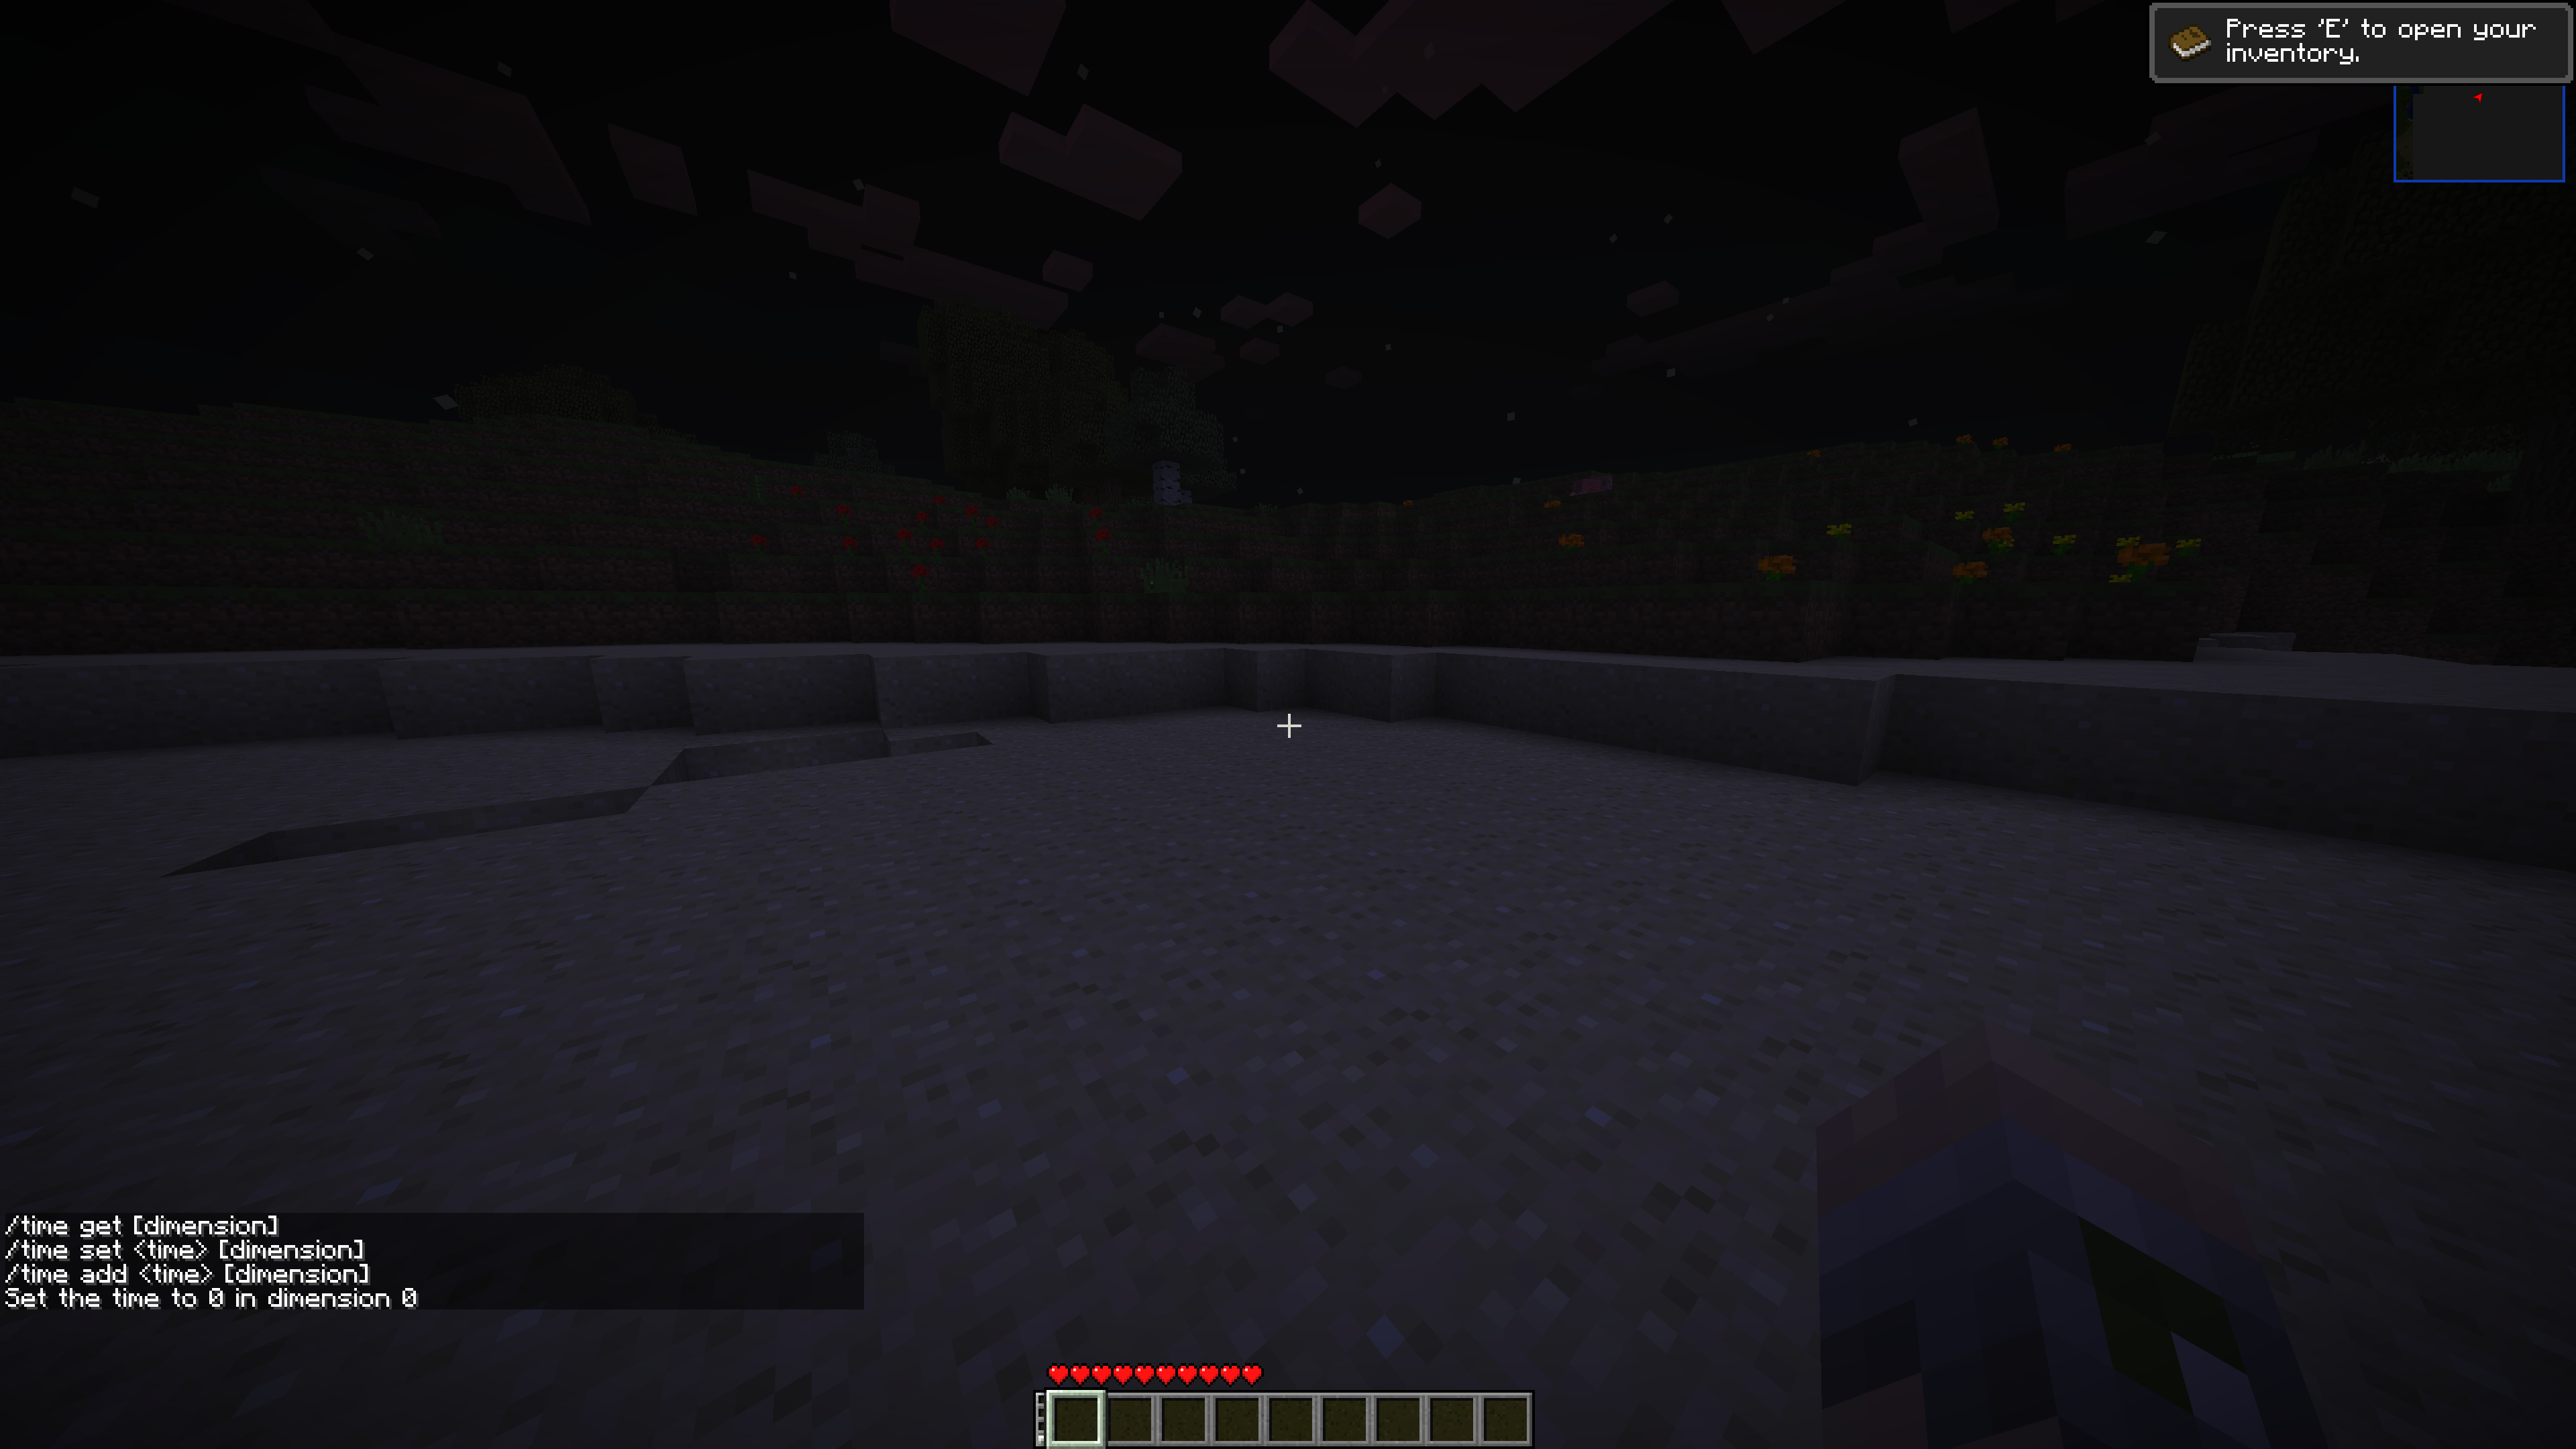 Press 'E' to open your
inventory.
/time get [dimension]
/time set <time> [dimension]
/time add <time> [dimension]
Set the time to 0 in dimension 0